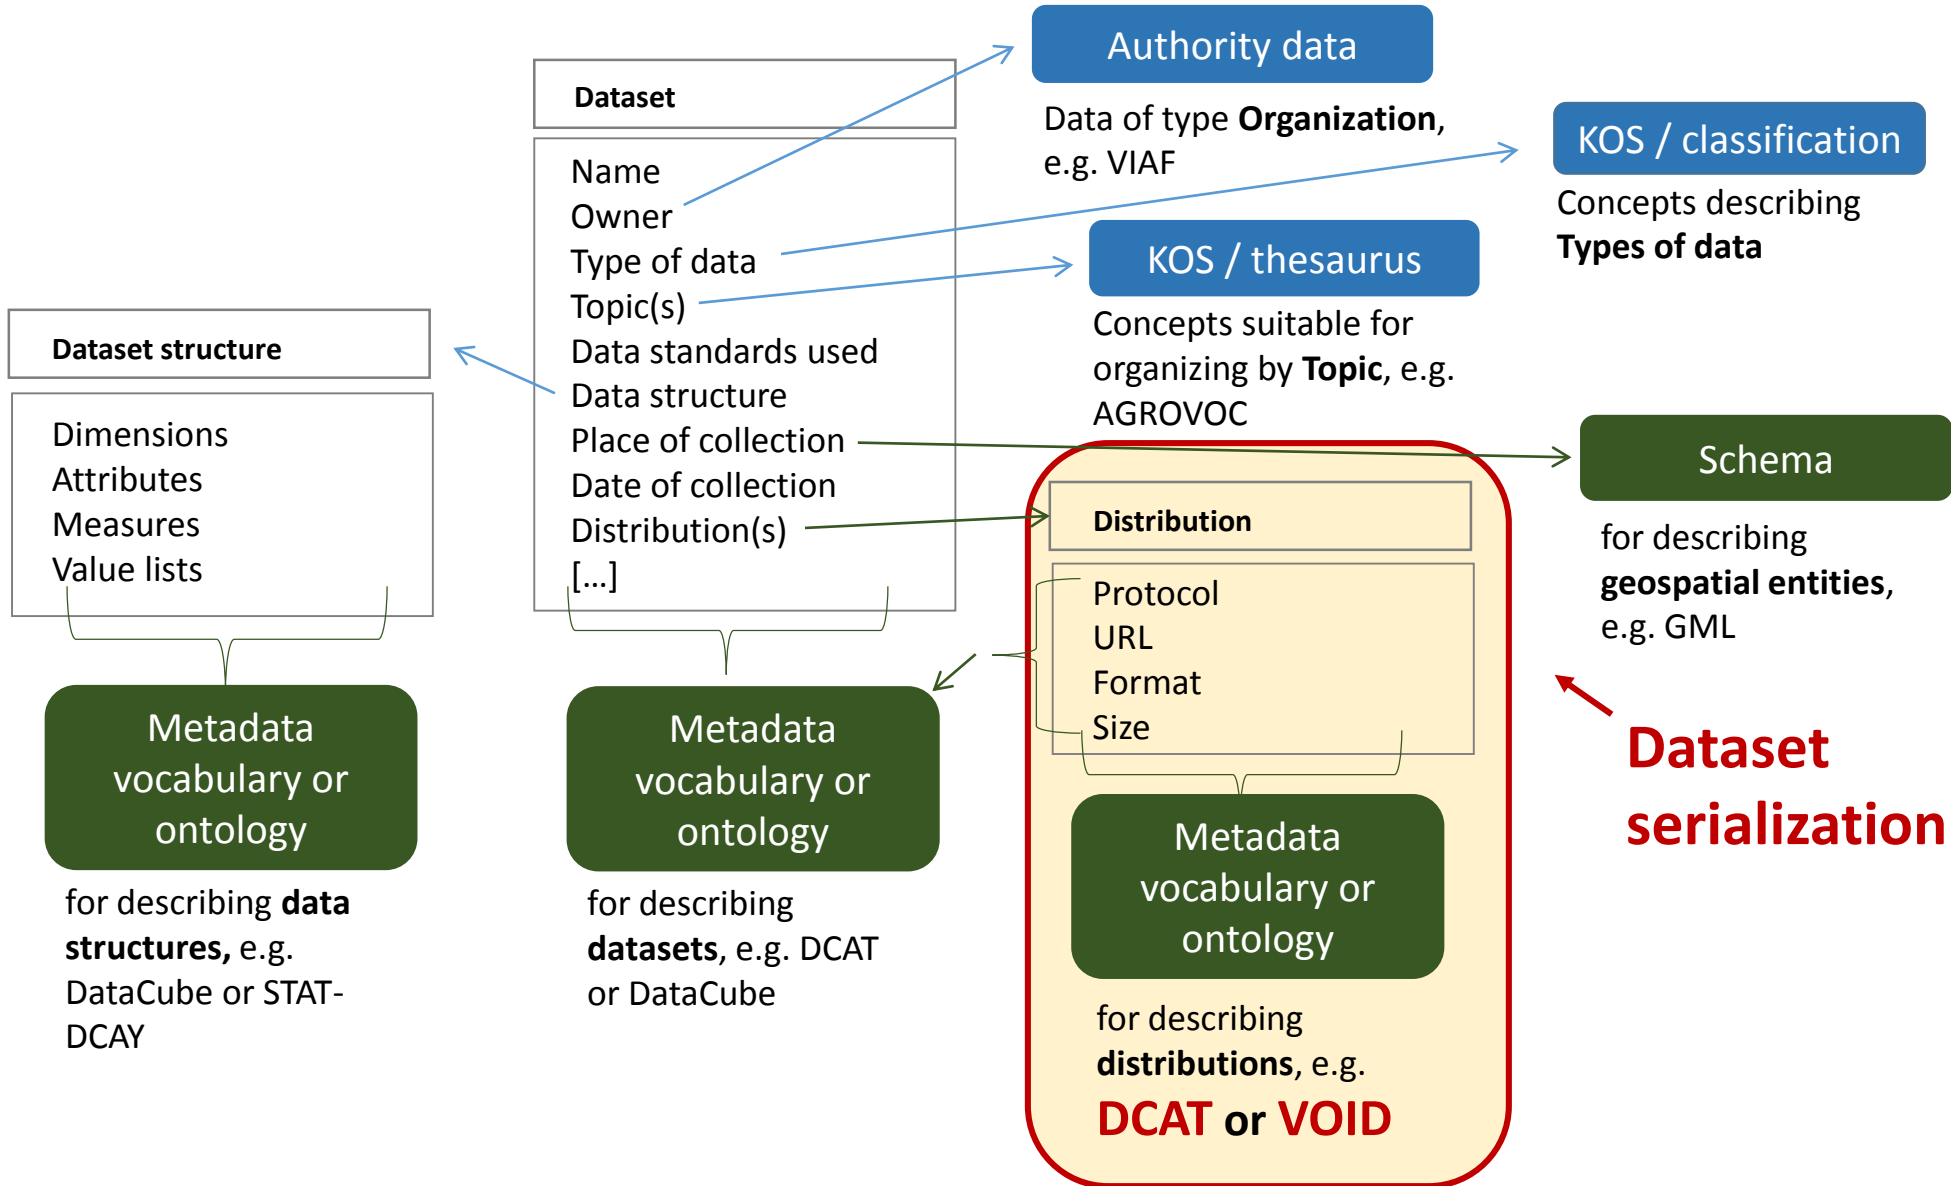 Authority data
Data of type Organization,
e.g. VIAF
KOS / classification
Concepts describing
Types of data
Dataset
Name
Owner
Type of data
Topic(s)
Data standards used
Data structure
Place of collection
Date of collection
Distribution(s)
[...]
KOS / thesaurus
Concepts suitable for
organizing by Topic, e.g.
AGROVOC
Dataset structure
Dimensions
Attributes
Measures
Value lists
Schema
for describing
geospatial entities,
e.g. GML
Distribution
Protocol
URL
Format
Size
Metadata
vocabulary or
ontology
for describing data
structures, e.g.
DataCube or STAT-
DCAY
Metadata
vocabulary or
ontology
for describing
datasets, e.g. DCAT
or DataCube
Metadata
vocabulary or
ontology
for describing
distributions, e.g.
DCAT or VOID
Dataset
serialization